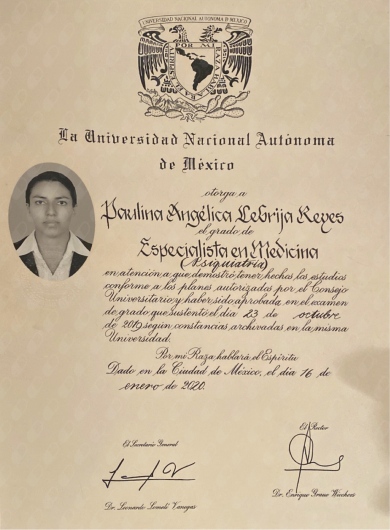 UNIVERSIDAD NACIONAL AUTÓNOMA DE MÉXICO
POR MI RAZA HABLARÁ EL ESPÍRITU
La Universidad Nacional Autónoma
de México
otorga a
Paulina Angélica Lebrija Reyes
el grado de
Especialista en Medicina
(Psiquiatría)
en atención a que demostró tener hechos los estudios
conforme a los planes autorizados por el Consejo
Universitario y haber sido aprobada en el examen
de grado que sustentó el día 23 de octubre
de 2019 según constancias archivadas en la misma
Universidad.
Por mi Raza hablará el Espíritu
Dado en la Ciudad de México, el día 16 de
enero de 2020.
El Rector
El Secretario General
Dr. Enrique Graue Wiechers
Dr. Leonardo Lomelí Vanegas